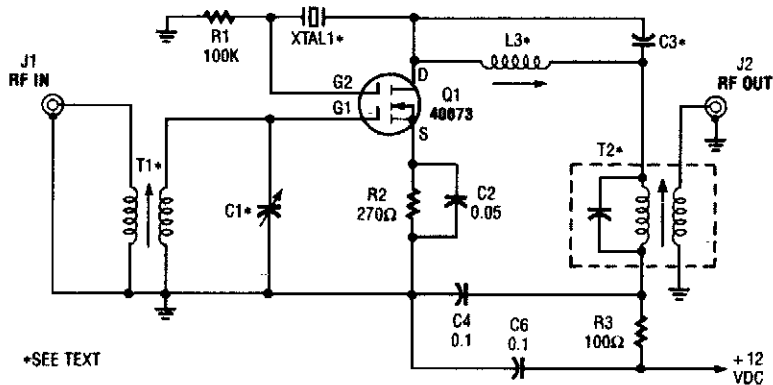 R1
100K
XTAL1*
L3*
C3*
J1
RF IN
J2
RF OUT
G2
G1
D
Q1
40673
S
T1*
C1*
R2
270Ω
C2
0.05
T2*
C4
0.1
C6
0.1
R3
100Ω
+12
VDC
*SEE TEXT